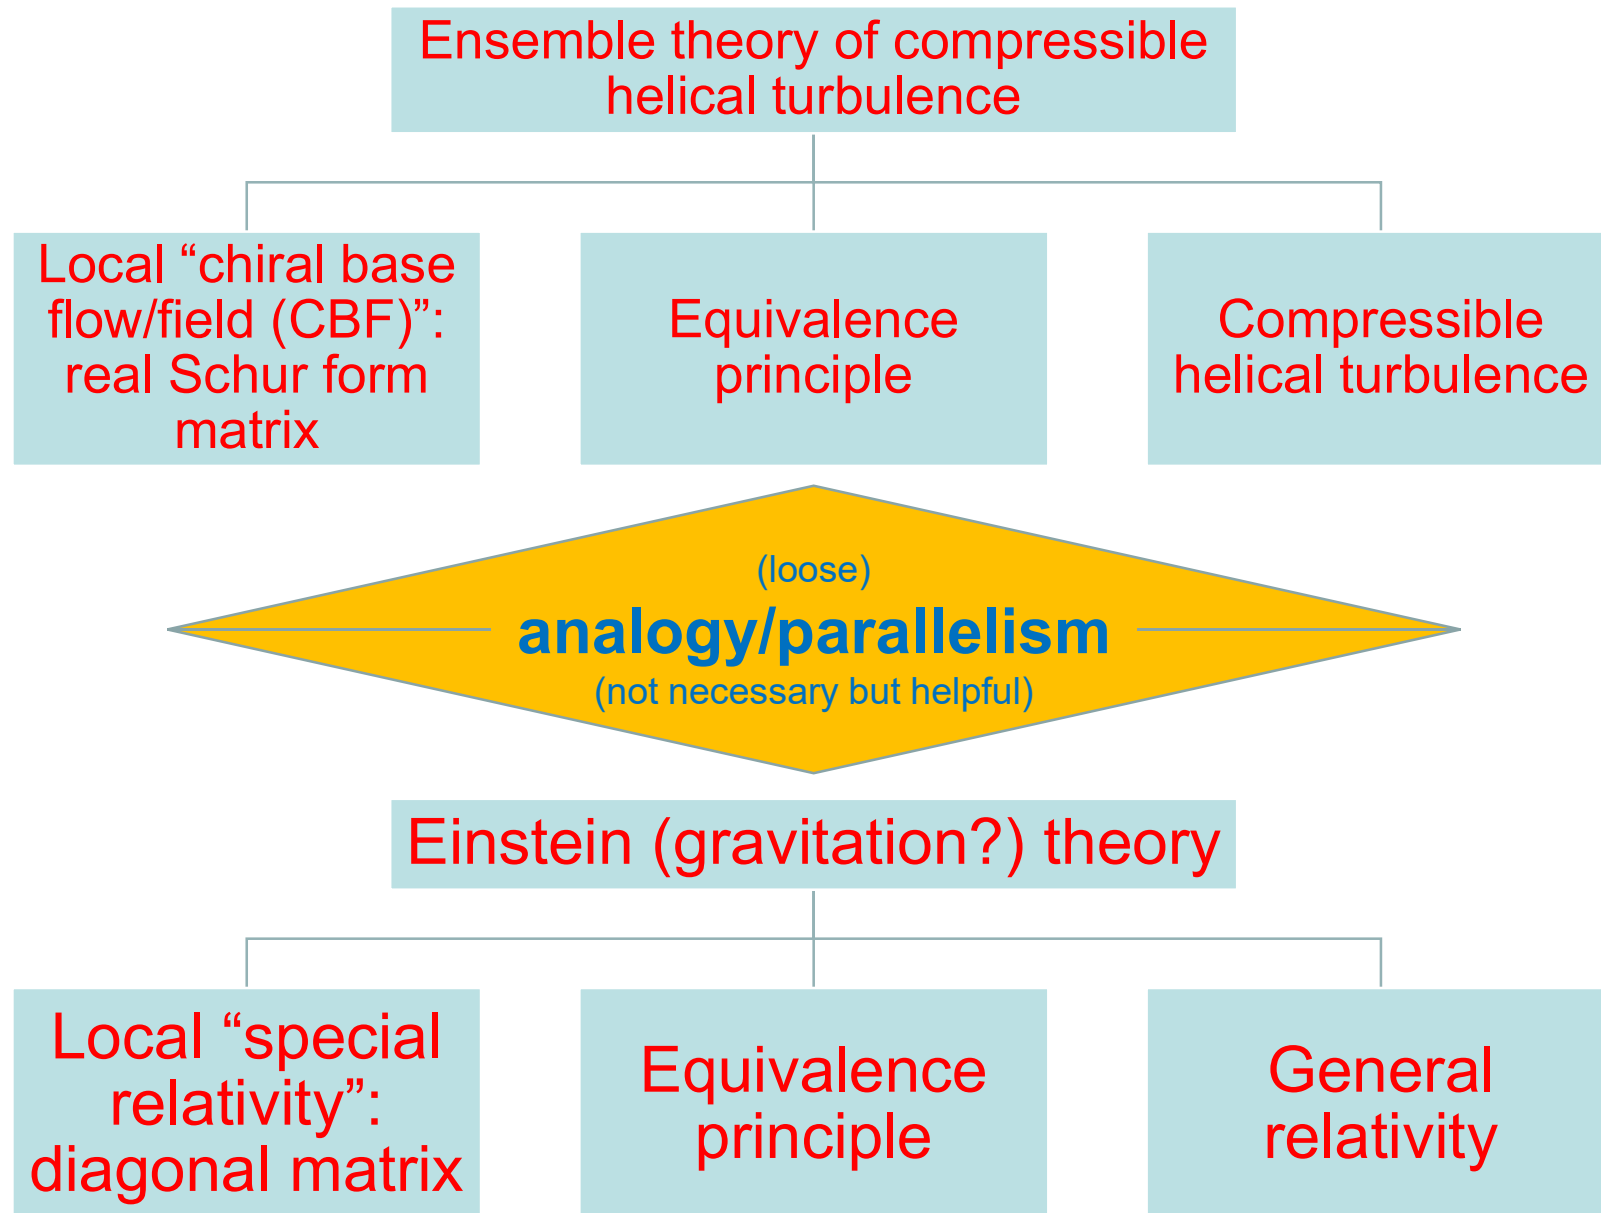 Ensemble theory of compressible
helical turbulence
Local “chiral base
flow/field (CBF)”:
real Schur form
matrix
Equivalence
principle
Compressible
helical turbulence
(loose)
analogy/parallelism
(not necessary but helpful)
Einstein (gravitation?) theory
Local “special
relativity”:
diagonal matrix
Equivalence
principle
General
relativity